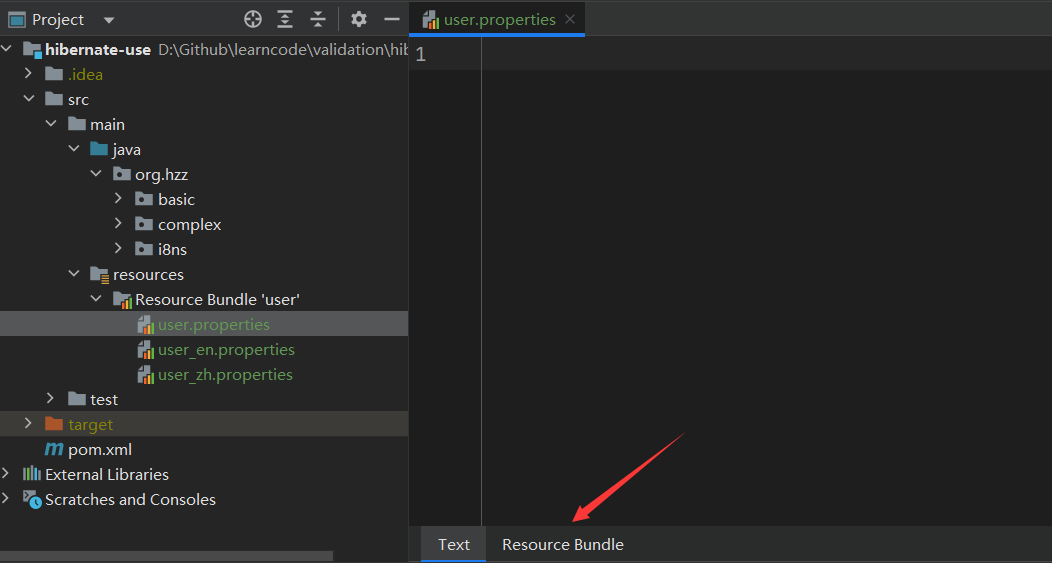 Project
user.properties
hibernate-use D:\Github\learncode\validation\hib
1
.idea
src
main
java
org.hzz
basic
complex
i8ns
resources
Resource Bundle 'user'
user.properties
user_en.properties
user_zh.properties
test
target
pom.xml
External Libraries
Scratches and Consoles
Text
Resource Bundle